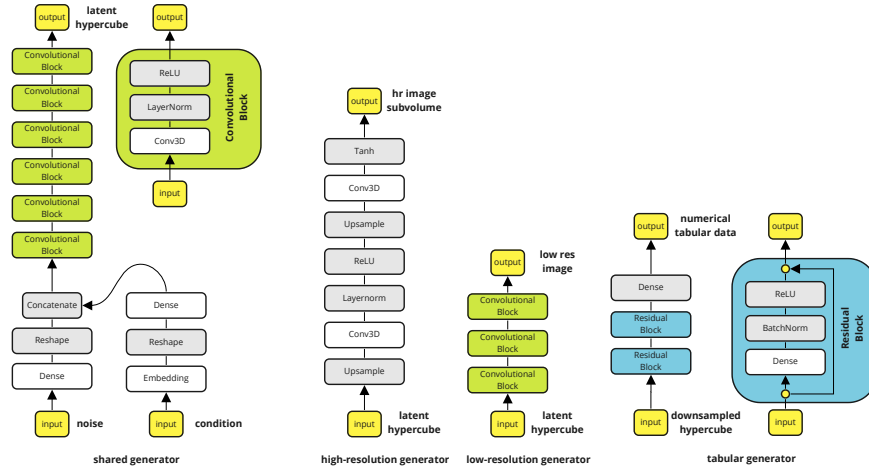 output
latent
hypercube
Convolutional
Block
Convolutional
Block
Convolutional
Block
Convolutional
Block
Convolutional
Block
Convolutional
Block
Concatenate
Reshape
Dense
input
noise
Dense
Reshape
Embedding
input
condition
shared generator
output
ReLU
LayerNorm
Conv3D
input
Convolutional
Block
output
hr image
subvolume
Tanh
Conv3D
Upsample
ReLU
Layernorm
Conv3D
Upsample
input
latent
hypercube
high-resolution generator
output
low res
image
Convolutional
Block
Convolutional
Block
Convolutional
Block
input
latent
hypercube
low-resolution generator
output
numerical
tabular data
Dense
Residual
Block
Residual
Block
input
downsampled
hypercube
output
ReLU
BatchNorm
Dense
input
Residual
Block
tabular generator